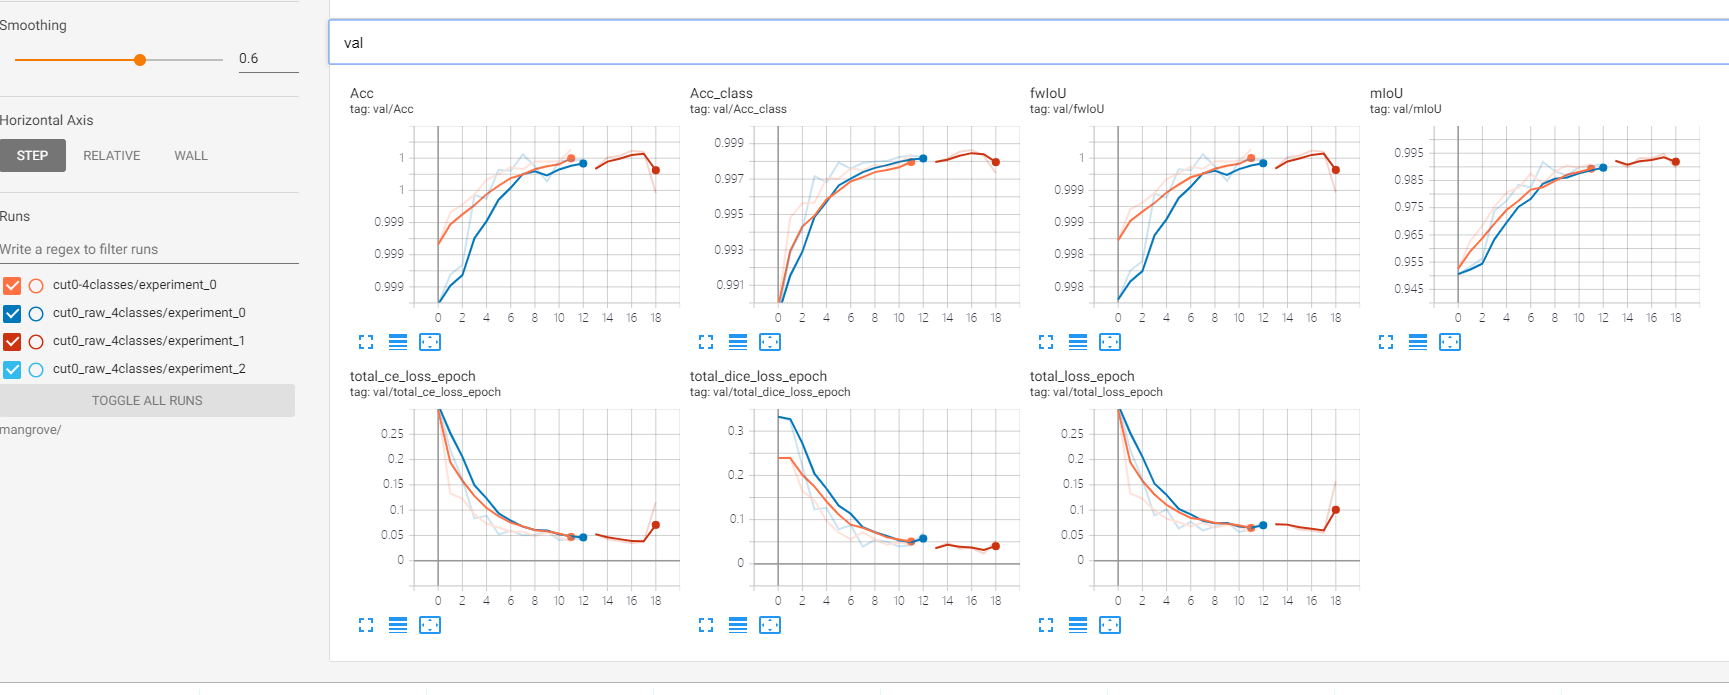 Smoothing
0.6
Horizontal Axis
STEP RELATIVE WALL
Runs
Write a regex to filter runs
cut0-4classes/experiment_0
cut0_raw_4classes/experiment_0
cut0_raw_4classes/experiment_1
cut0_raw_4classes/experiment_2
TOGGLE ALL RUNS
mangrove/
val
Acc
tag: val/Acc
1
1
0.999
0.999
0.999
0 2 4 6 8 10 12 14 16 18
Acc_class
tag: val/Acc_class
0.999
0.997
0.995
0.993
0.991
0 2 4 6 8 10 12 14 16 18
fwIoU
tag: val/fwIoU
1
0.999
0.999
0.998
0.998
0 2 4 6 8 10 12 14 16 18
mIoU
tag: val/mIoU
0.995
0.985
0.975
0.965
0.955
0.945
0 2 4 6 8 10 12 14 16 18
total_ce_loss_epoch
tag: val/total_ce_loss_epoch
0.25
0.2
0.15
0.1
0.05
0
0 2 4 6 8 10 12 14 16 18
total_dice_loss_epoch
tag: val/total_dice_loss_epoch
0.3
0.2
0.1
0
0 2 4 6 8 10 12 14 16 18
total_loss_epoch
tag: val/total_loss_epoch
0.25
0.2
0.15
0.1
0.05
0
0 2 4 6 8 10 12 14 16 18